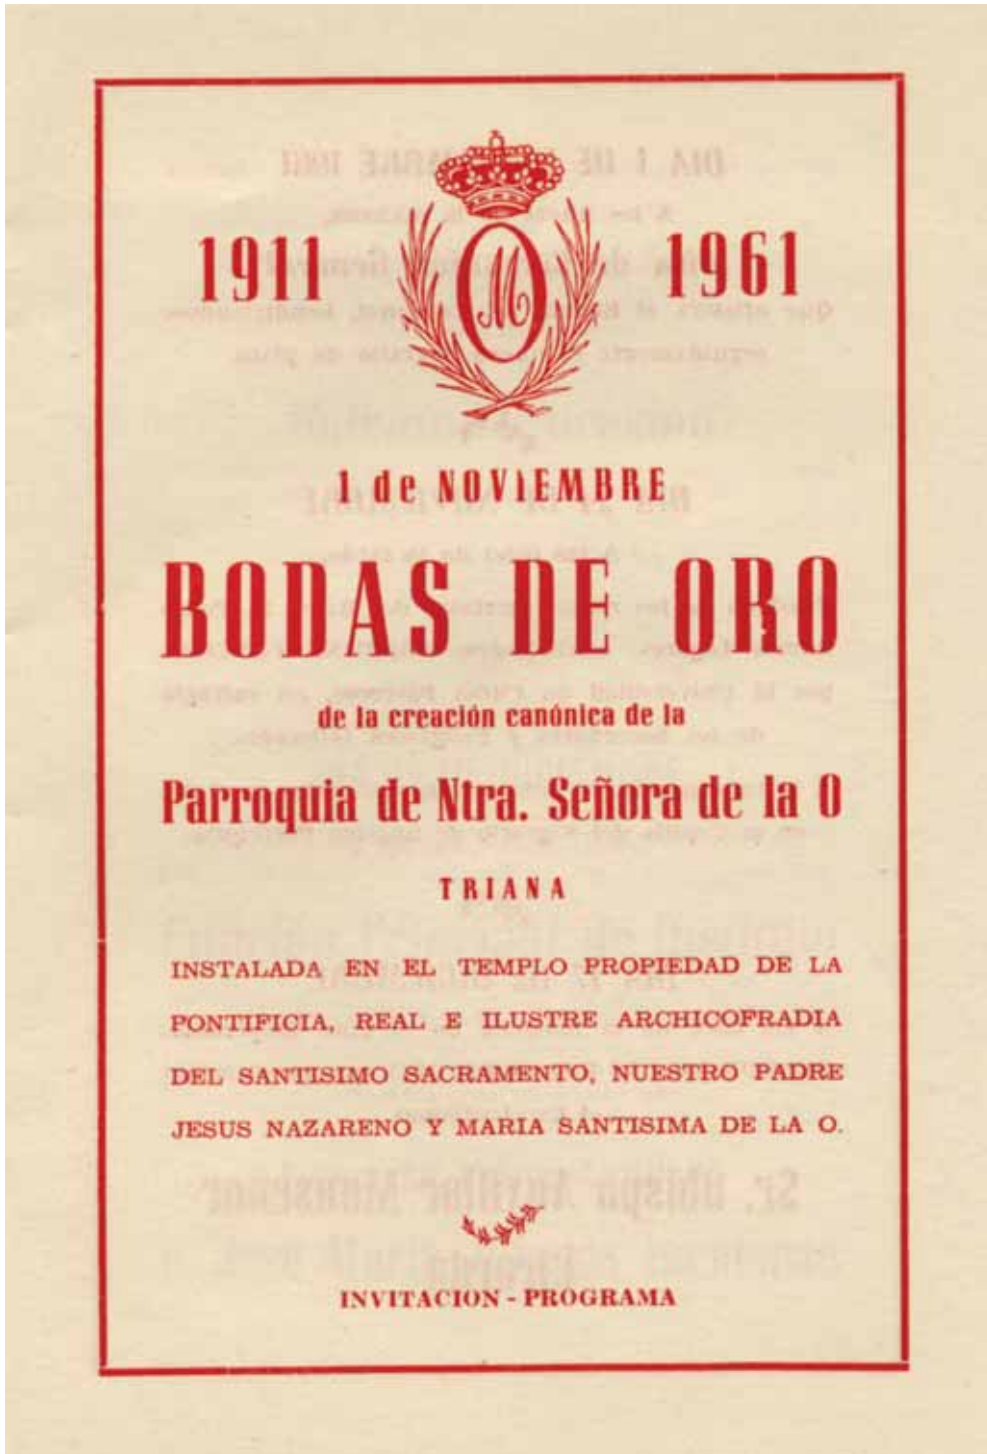 1911 1961
1 de NOVIEMBRE
BODAS DE ORO
de la creación canónica de la
Parroquia de Ntra. Señora de la O
TRIANA
INSTALADA EN EL TEMPLO PROPIEDAD DE LA
PONTIFICIA, REAL E ILUSTRE ARCHICOFRADIA
DEL SANTISIMO SACRAMENTO, NUESTRO PADRE
JESUS NAZARENO Y MARIA SANTISIMA DE LA O.
INVITACION - PROGRAMA